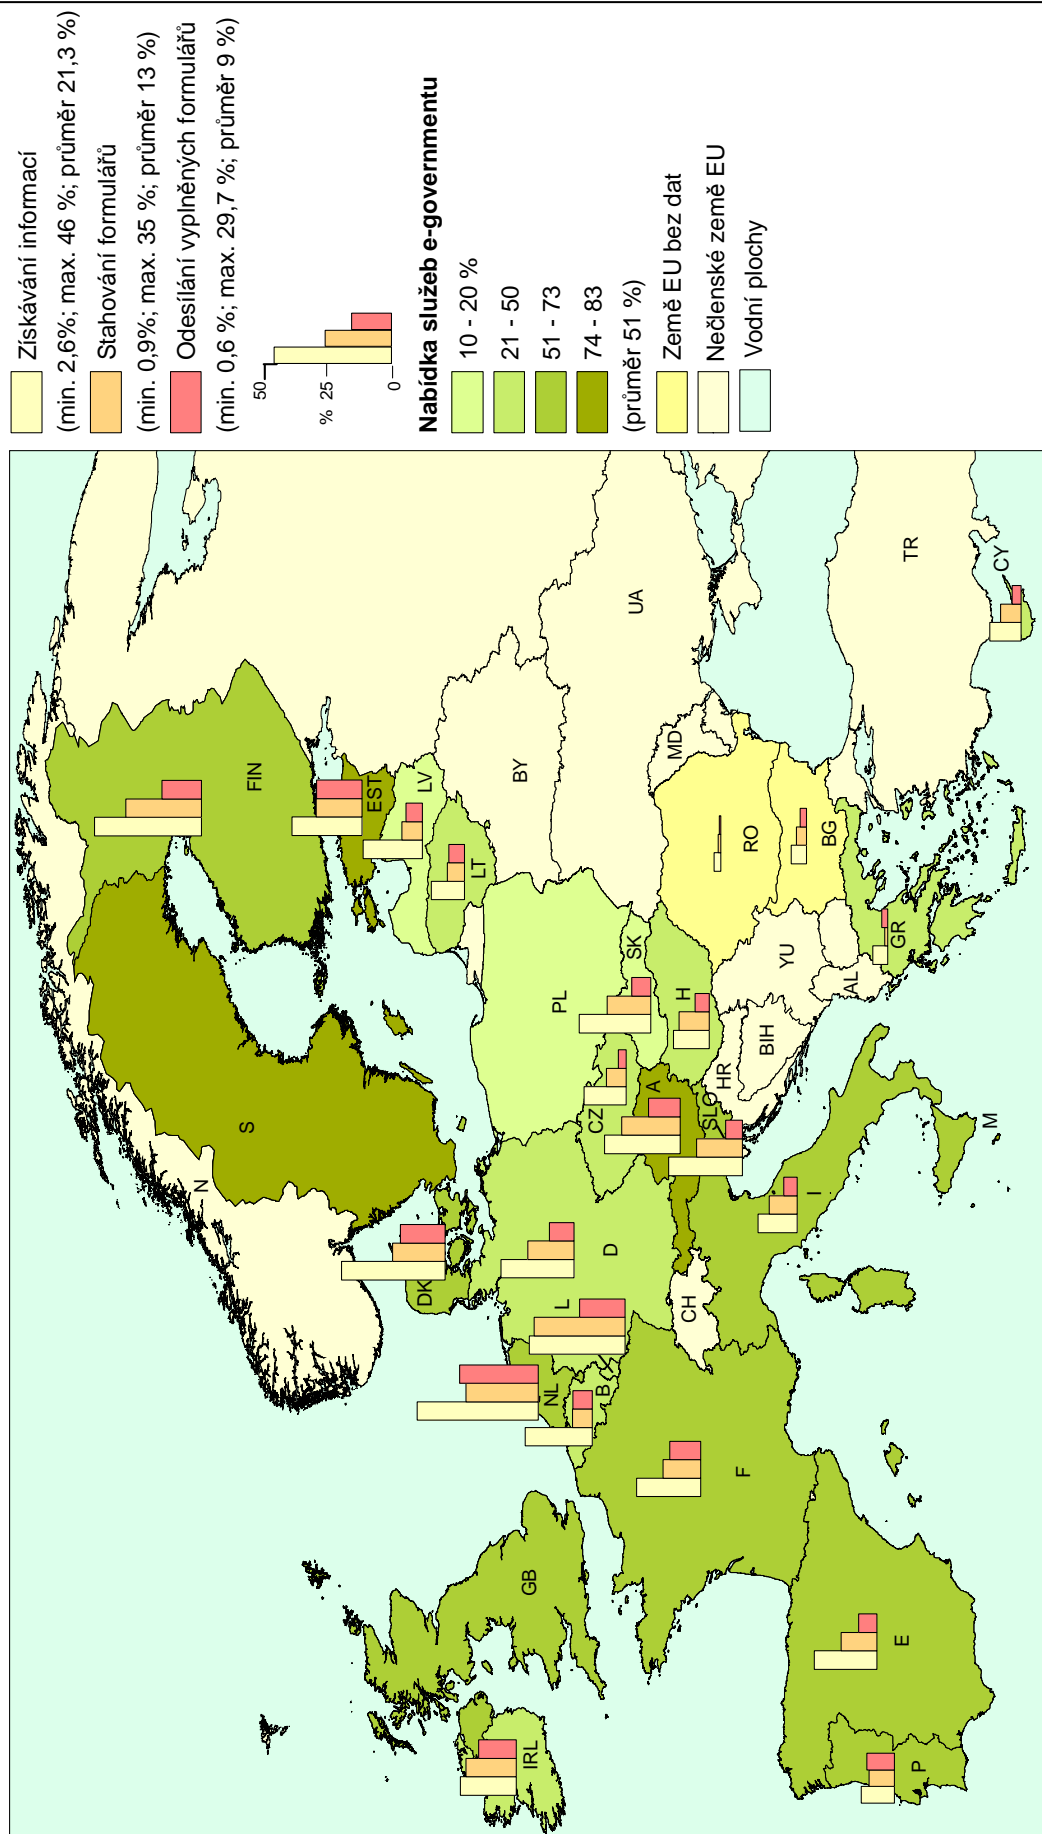 Získávání informací
(min. 2,6%; max. 46 %; průměr 21,3 %)
Stahování formulářů
(min. 0,9%; max. 35 %; průměr 13 %)
Odesílání vyplněných formulářů
(min. 0,6 %; max. 29,7 %; průměr 9 %)
50
% 25
0
Nabídka služeb e-governmentu
10 - 20 %
21 - 50
51 - 73
74 - 83
(průměr 51 %)
Země EU bez dat
Nečlenské země EU
Vodní plochy
N
S
FIN
EST
LV
LT
DK
IRL
GB
NL
B
L
D
PL
BY
UA
CZ
SK
A
H
MD
RO
F
CH
SLO
HR
BIH
YU
BG
I
AL
GR
TR
P
E
M
CY